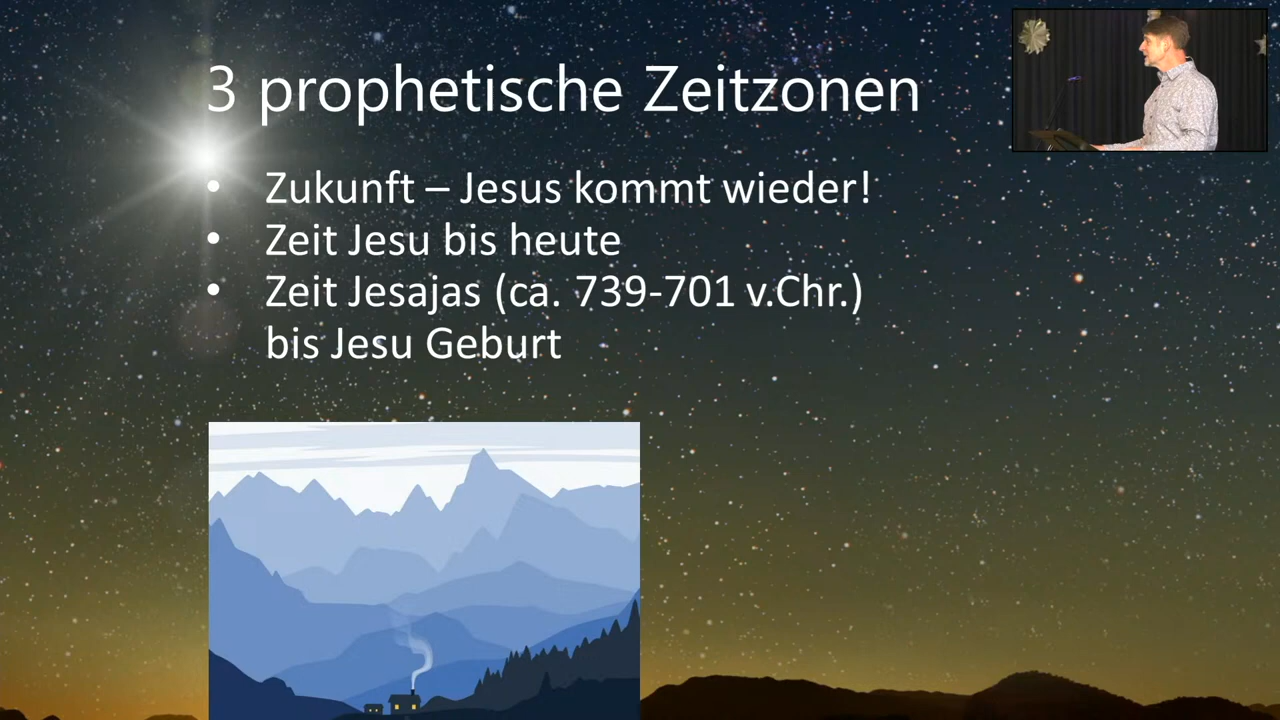 3 prophetische Zeitzonen
• Zukunft – Jesus kommt wieder!
• Zeit Jesu bis heute
• Zeit Jesajas (ca. 739-701 v.Chr.)
bis Jesu Geburt